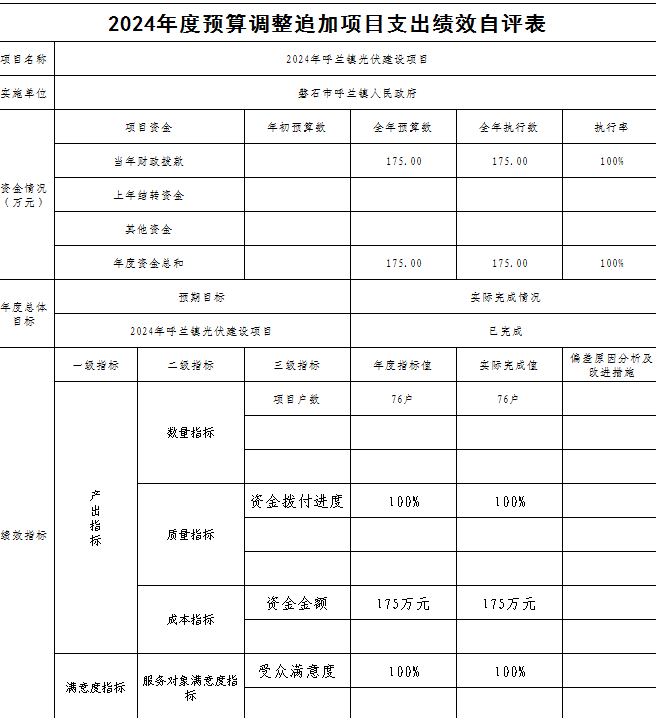 2024年度预算调整追加项目支出绩效自评表
项目名称 2024年呼兰镇光伏建设项目
实施单位 磐石市呼兰镇人民政府
资金情况（万元） 项目资金 年初预算数 全年预算数 全年执行数 执行率
当年财政拨款 175.00 175.00 100%
上年结转资金
其他资金
年度资金总和 175.00 175.00 100%
年度总体目标 预期目标 实际完成情况
2024年呼兰镇光伏建设项目 已完成
绩效指标 一级指标 二级指标 三级指标 年度指标值 实际完成值 偏差原因分析及改进措施
产出指标 数量指标 项目户数 76户 76户
质量指标 资金拨付进度 100% 100%
成本指标 资金金额 175万元 175万元
满意度指标 服务对象满意度指标 受众满意度 100% 100%